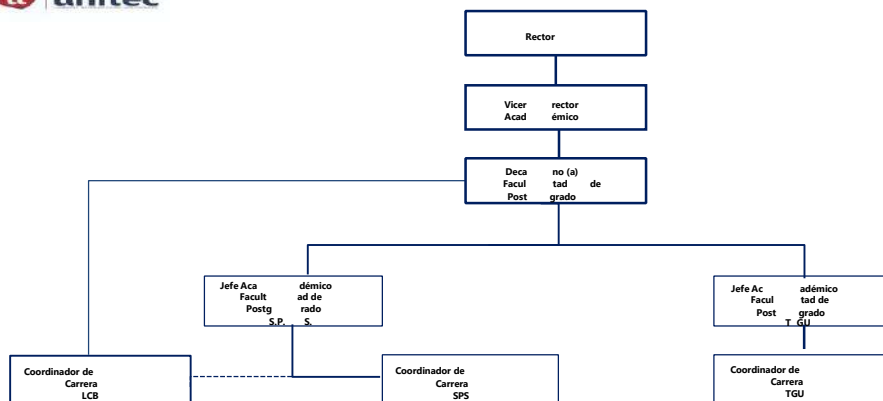 unitec
Rector
Vicer rector
Acad émico
Deca no (a)
Facul tad de
Post grado
Jefe Aca démico
Facult ad de
Postg rado
S.P. S.
Jefe Ac adémico
Facul tad de
Post grado
T GU
Coordinador de
Carrera
LCB
Coordinador de
Carrera
SPS
Coordinador de
Carrera
TGU